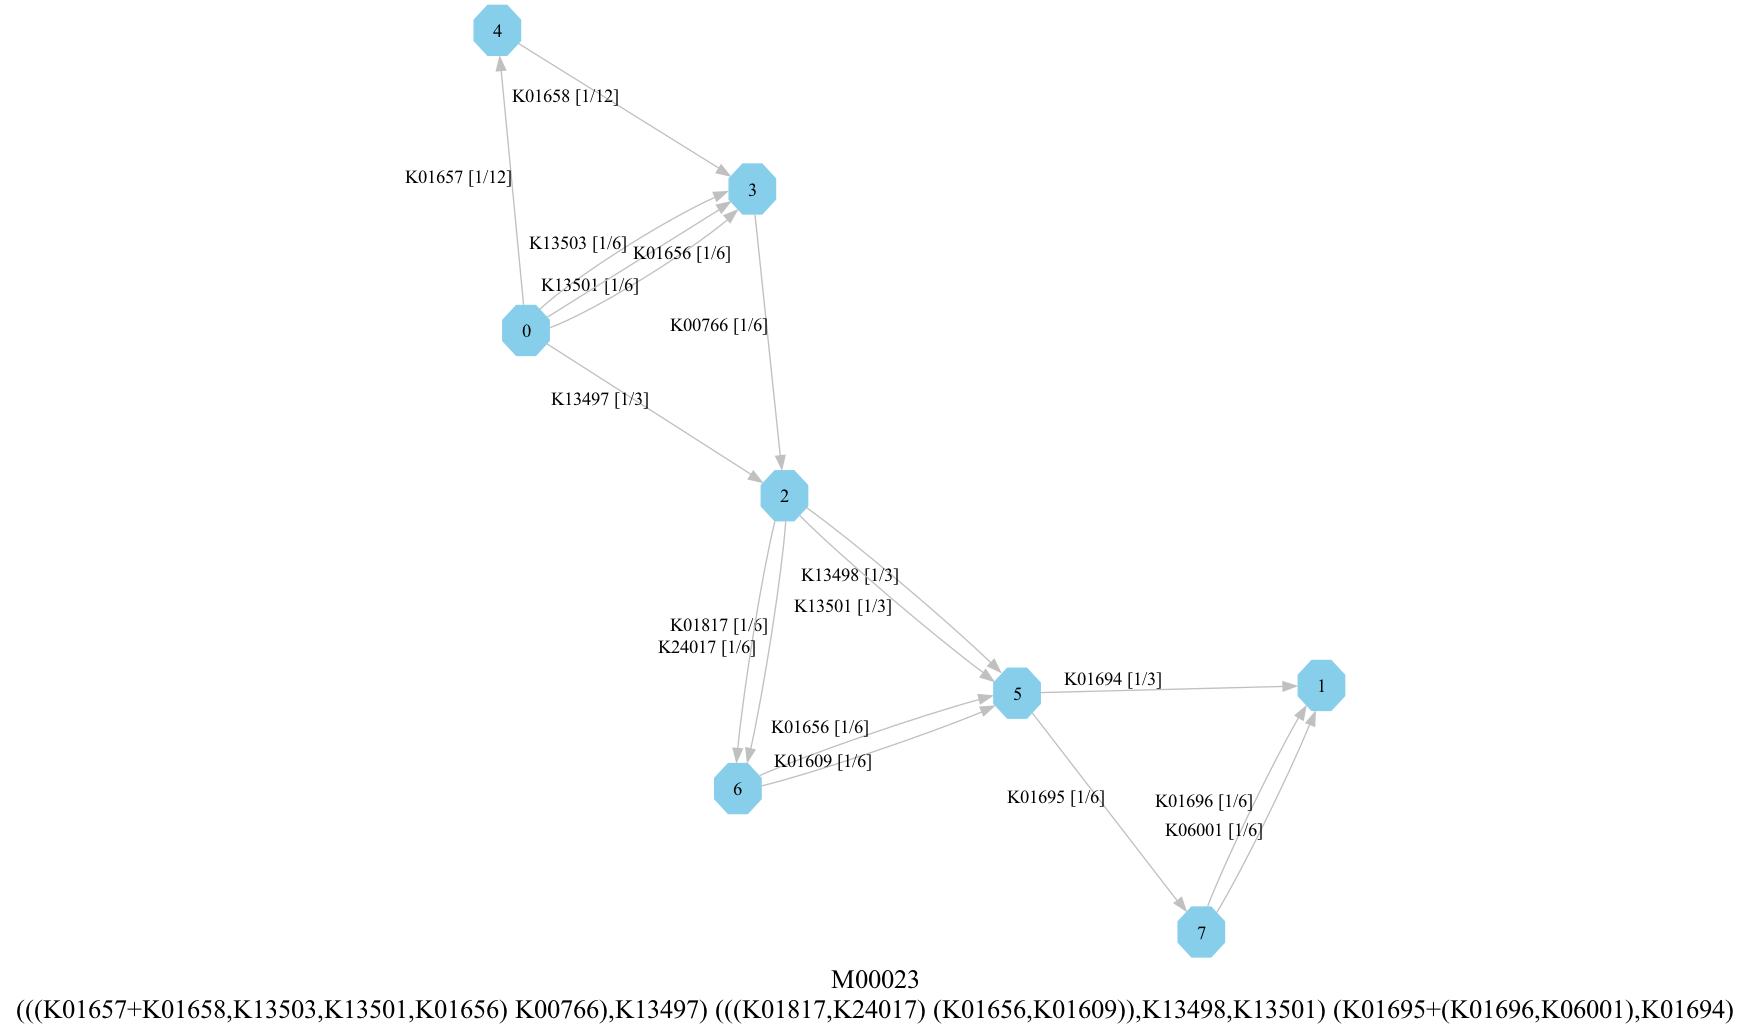 4
K01658 [1/12]
K01657 [1/12]
3
K13503 [1/6]
K01656 [1/6]
K13501 [1/6]
0
K00766 [1/6]
K13497 [1/3]
2
K13498 [1/3]
K13501 [1/3]
K01817 [1/6]
K24017 [1/6]
K01694 [1/3]
1
5
K01656 [1/6]
K01609 [1/6]
6
K01695 [1/6]
K01696 [1/6]
K06001 [1/6]
7
M00023
(((K01657+K01658,K13503,K13501,K01656) K00766),K13497) (((K01817,K24017) (K01656,K01609)),K13498,K13501) (K01695+(K01696,K06001),K01694)